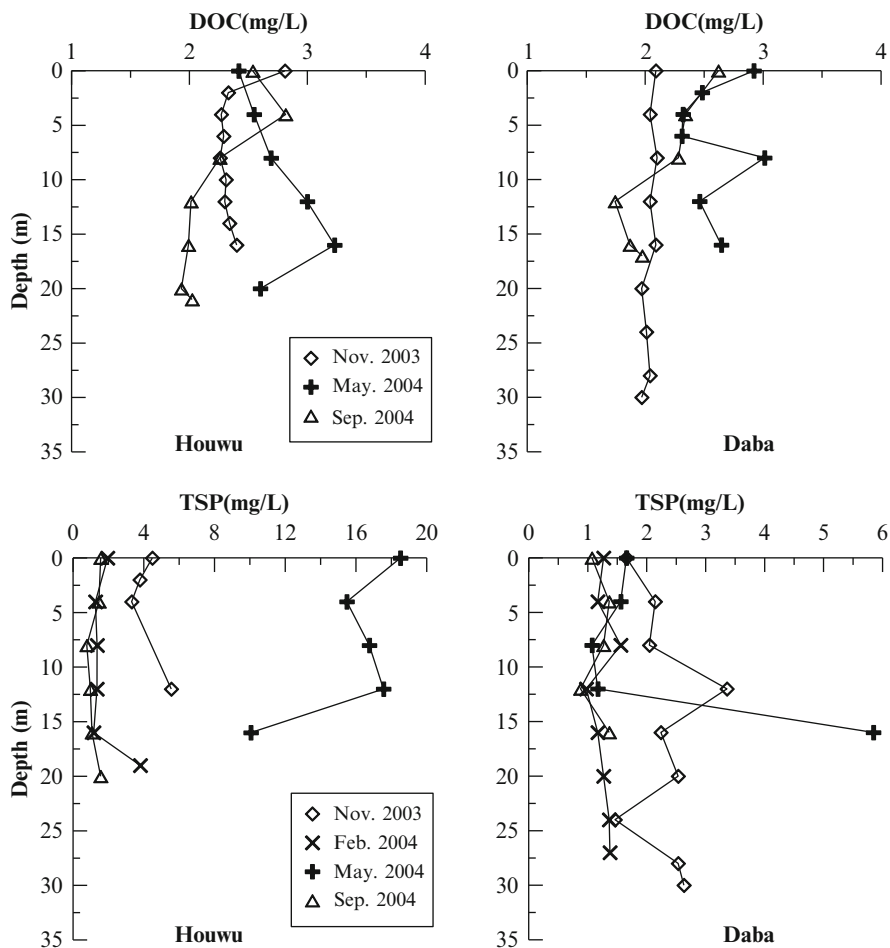 DOC(mg/L)
1 2 3 4
0
5
10
15
20
25
30
35
Depth (m)
Nov. 2003
May. 2004
Sep. 2004
Houwu
DOC(mg/L)
1 2 3 4
0
5
10
15
20
25
30
35
Daba
TSP(mg/L)
0 4 8 12 16 20
0
5
10
15
20
25
30
35
Depth (m)
Nov. 2003
Feb. 2004
May. 2004
Sep. 2004
Houwu
TSP(mg/L)
0 1 2 3 4 5 6
0
5
10
15
20
25
30
35
Daba